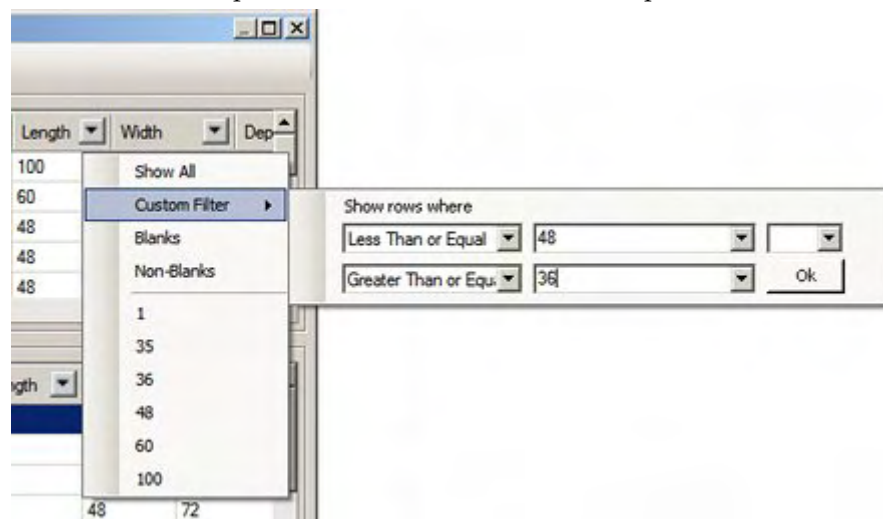 Length Width Dep
100
60
48
48
48
Show All
Custom Filter
Blanks
Non-Blanks
1
35
36
48
60
100
Show rows where
Less Than or Equal 48
Greater Than or Equ 36
Ok
gth
48 72